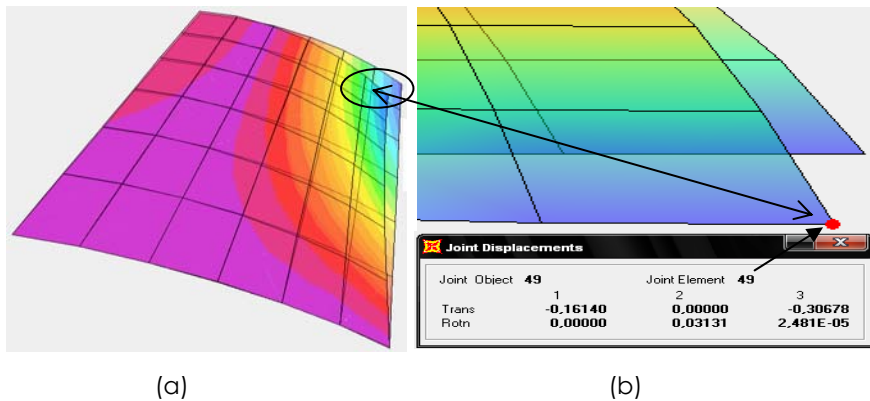 Joint Displacements
Joint Object 49 Joint Element 49
1 2 3
Trans -0,16140 0,00000 -0,30678
Rotn 0,00000 0,03131 2,481E-05
(a) (b)